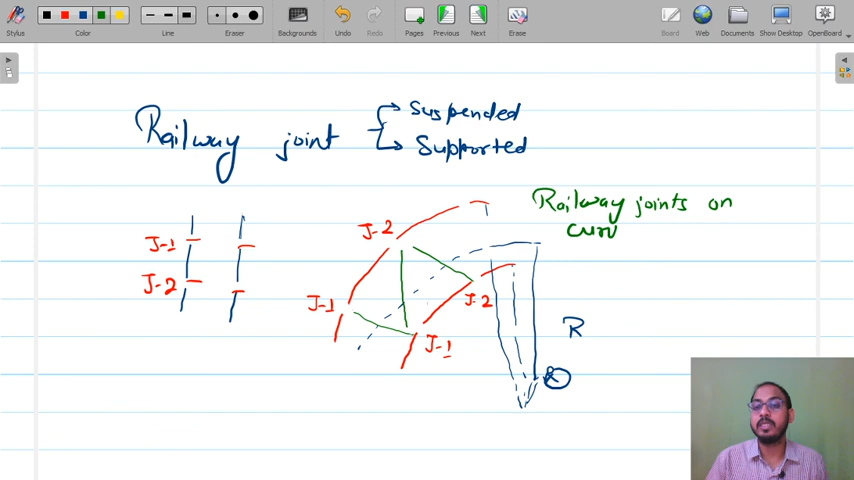 Stylus
Color
Line
Eraser
Backgrounds
Undo
Redo
Pages
Previous
Next
Erase
Board
Web
Documents
Show Desktop
OpenBoard
Railway joint
Suspended
Supported
Railway joints on
curv
J-1
J-2
J-2
J-1
J-2
J-1
R